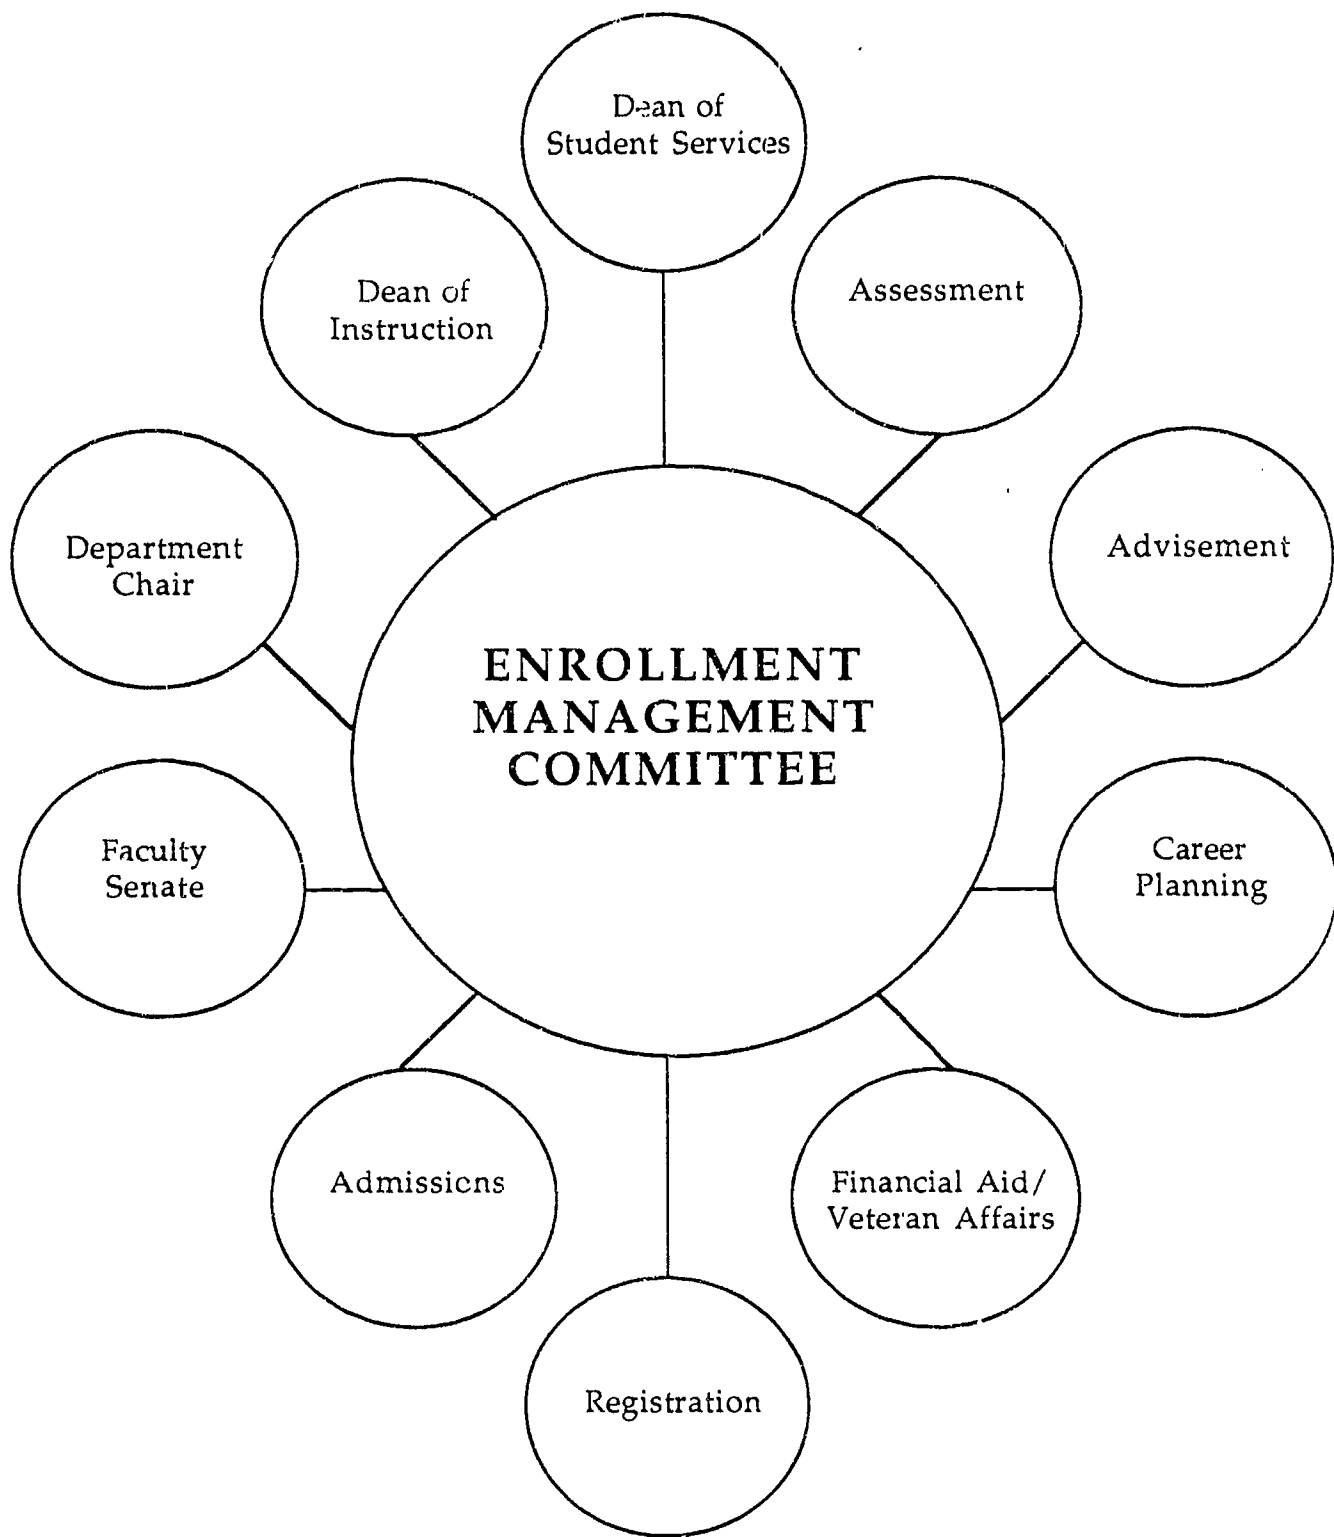 Dean of
Student Services
Dean of
Instruction
Assessment
Department
Chair
Advisement
ENROLLMENT
MANAGEMENT
COMMITTEE
Faculty
Senate
Career
Planning
Admissions
Financial Aid/
Veteran Affairs
Registration